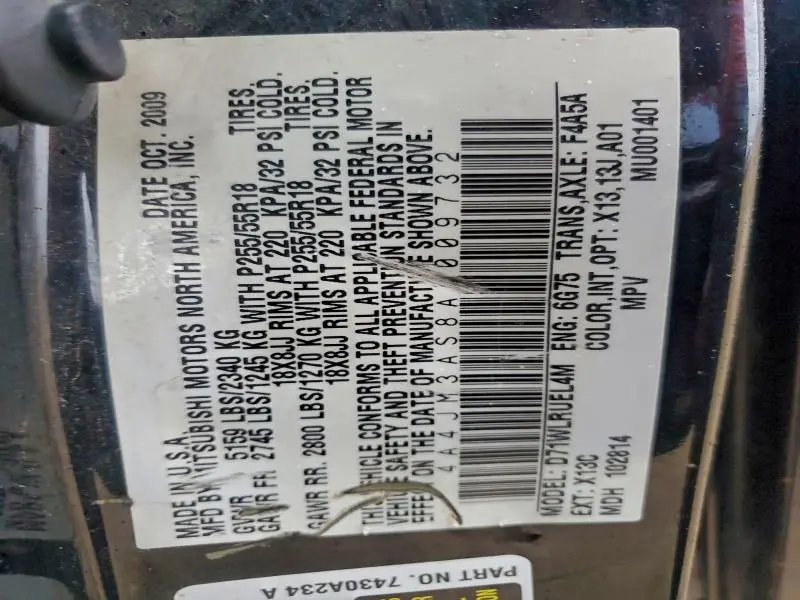 MADE IN U.S.A. DATE OCT. 2009
MFD BY MITSUBISHI MOTORS NORTH AMERICA, INC.
GVWR 5159 LBS/2340 KG
GAWR FR 2745 LBS/1245 KG WITH P255/55R18 TIRES,
18X8JJ RIMS AT 220 KPA/32 PSI COLD.
GAWR RR. 2800 LBS/1270 KG WITH P255/55R18 TIRES,
18X8JJ RIMS AT 220 KPA/32 PSI COLD.
THIS VEHICLE CONFORMS TO ALL APPLICABLE FEDERAL MOTOR
VEHICLE SAFETY AND THEFT PREVENTION STANDARDS IN
EFFECT ON THE DATE OF MANUFACTURE SHOWN ABOVE.
4A4JM3AS8A 009732
MODEL: D71WLRUEL4M ENG: 6G75 TRANS,AXLE: F4A5A
EXT: X13C COLOR,INT,OPT: X13,13J,A01
MDH 102814 MPV MU001401
PART NO. 7430A234 A